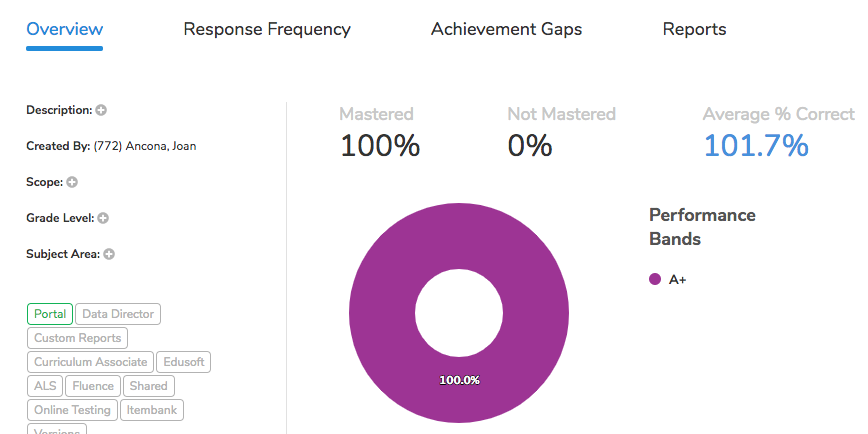 Overview Response Frequency Achievement Gaps Reports
Description:
Created By: (772) Ancona, Joan
Scope:
Grade Level:
Subject Area:
Portal Data Director
Custom Reports
Curriculum Associate Edusoft
ALS Fluence Shared
Online Testing Itembank
Versions
Mastered Not Mastered Average % Correct
100% 0% 101.7%
Performance
Bands
A+
100.0%